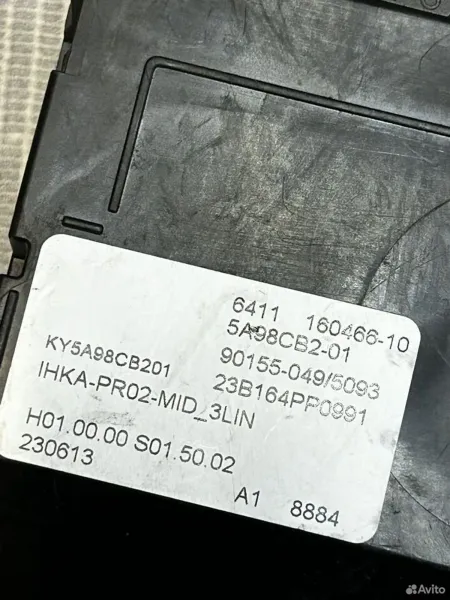 6411 160466-10
5A98CB2-01
KY5A98CB201 90155-049/5093
IHKA-PR02-MID_3LIN 23B164PP0991
H01.00.00 S01.50.02
230613
A1 8884
Avito